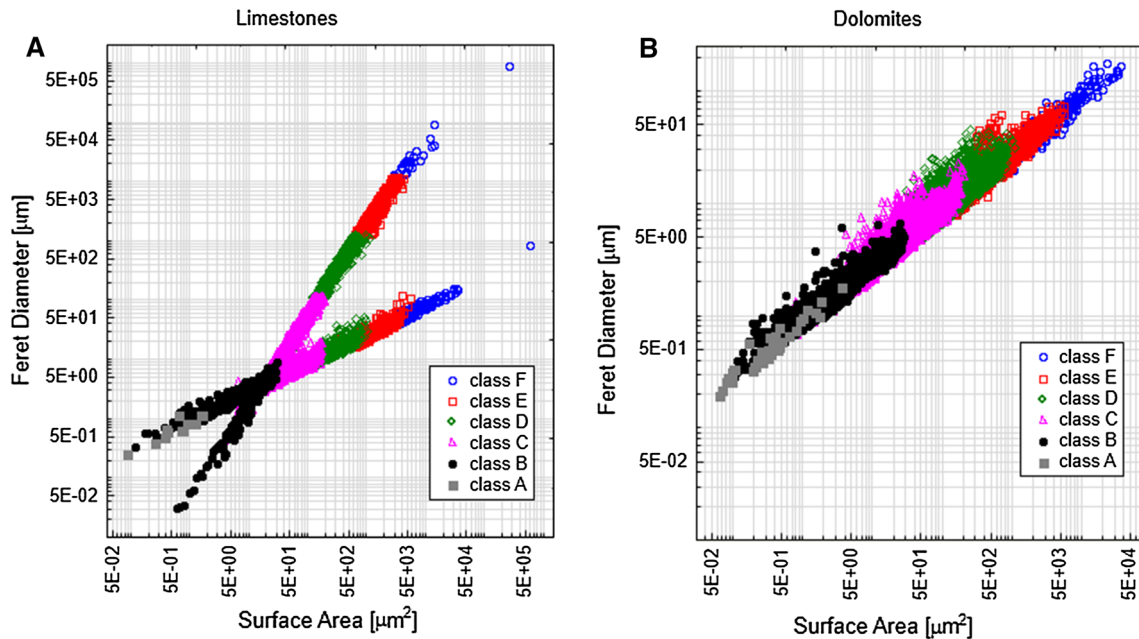 Limestones
A
5E+05
5E+04
5E+03
5E+02
5E+01
5E+00
5E-01
5E-02
Feret Diameter [µm]
class F
class E
class D
class C
class B
class A
5E-02
5E-01
5E+00
5E+01
5E+02
5E+03
5E+04
5E+05
Surface Area [µm²]
Dolomites
B
5E+01
5E+00
5E-01
5E-02
Feret Diameter [µm]
class F
class E
class D
class C
class B
class A
5E-02
5E-01
5E+00
5E+01
5E+02
5E+03
5E+04
Surface Area [µm²]